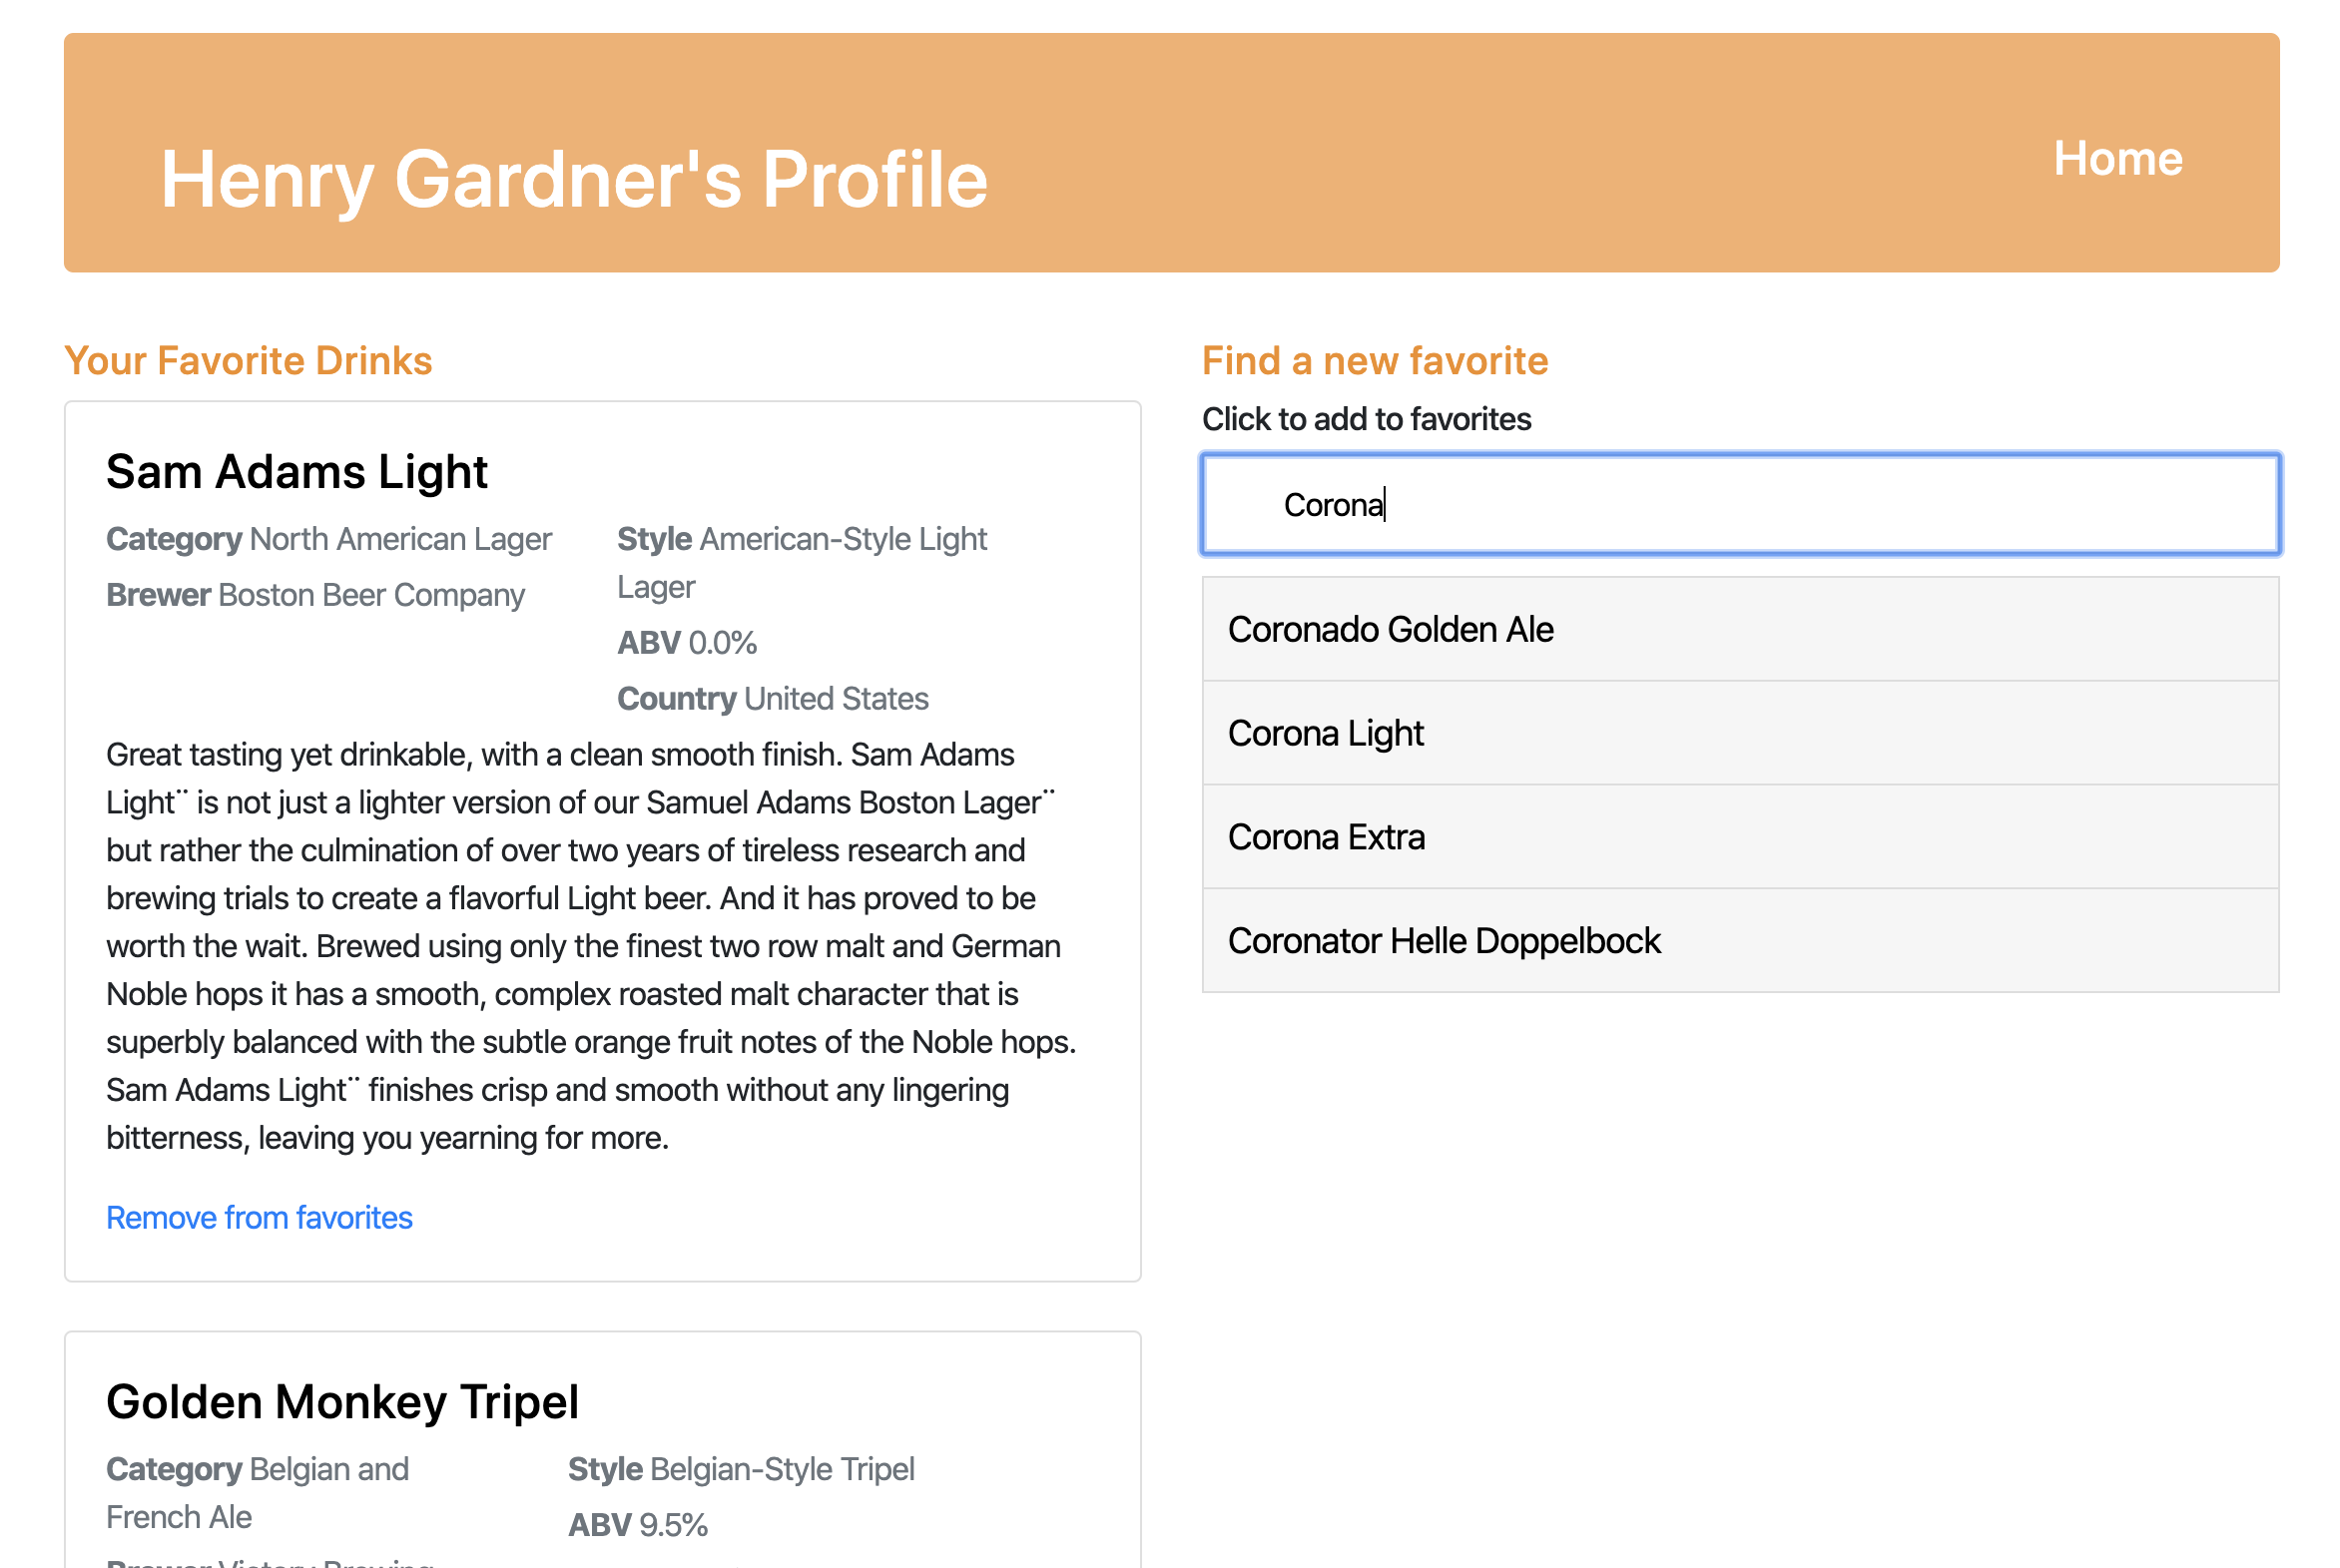 Henry Gardner's Profile
Home
Your Favorite Drinks
Sam Adams Light
Category North American Lager
Brewer Boston Beer Company
Style American-Style Light
Lager
ABV 0.0%
Country United States
Great tasting yet drinkable, with a clean smooth finish. Sam Adams
Light¨ is not just a lighter version of our Samuel Adams Boston Lager¨
but rather the culmination of over two years of tireless research and
brewing trials to create a flavorful Light beer. And it has proved to be
worth the wait. Brewed using only the finest two row malt and German
Noble hops it has a smooth, complex roasted malt character that is
superbly balanced with the subtle orange fruit notes of the Noble hops.
Sam Adams Light¨ finishes crisp and smooth without any lingering
bitterness, leaving you yearning for more.
Remove from favorites
Golden Monkey Tripel
Category Belgian and
French Ale
Brewer Victory Brewing
Style Belgian-Style Tripel
ABV 9.5%
Find a new favorite
Click to add to favorites
Corona
Coronado Golden Ale
Corona Light
Corona Extra
Coronator Helle Doppelbock